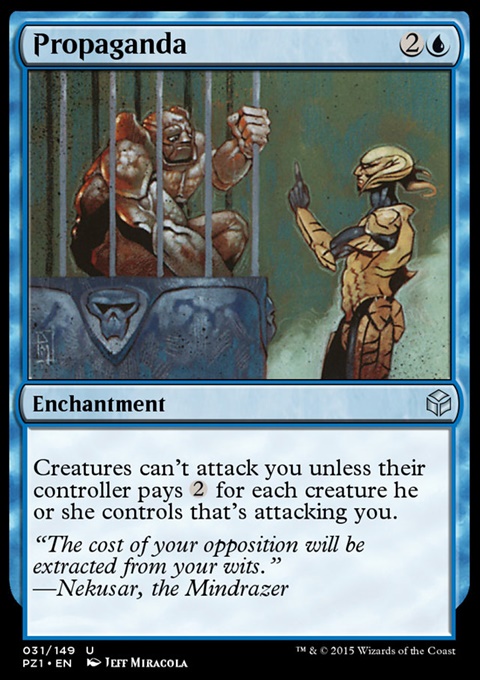 Propaganda 2
Enchantment
Creatures can't attack you unless their
controller pays 2 for each creature he
or she controls that's attacking you.
“The cost of your opposition will be
extracted from your wits.”
—Nekusar, the Mindrazer
031/149 U
PZ1 • EN Jeff Miracola
™ & © 2015 Wizards of the Coast